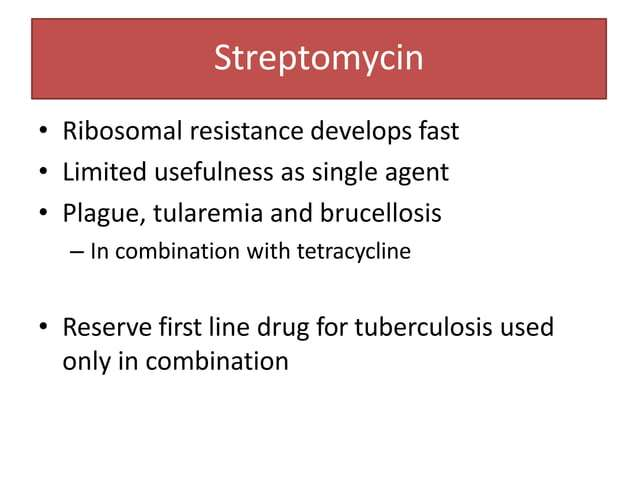 Streptomycin
• Ribosomal resistance develops fast
• Limited usefulness as single agent
• Plague, tularemia and brucellosis
– In combination with tetracycline
• Reserve first line drug for tuberculosis used
only in combination